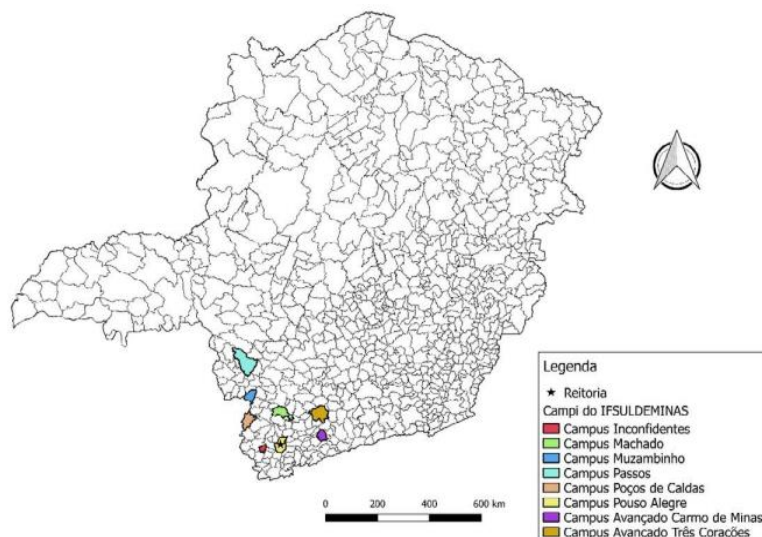 Legenda
Reitoria
Campi do IFSULDEMINAS
Campus Inconfidentes
Campus Machado
Campus Muzambinho
Campus Passos
Campus Poços de Caldas
Campus Pouso Alegre
Campus Avançado Carmo de Minas
Campus Avançado Três Corações
0 200 400 600 km